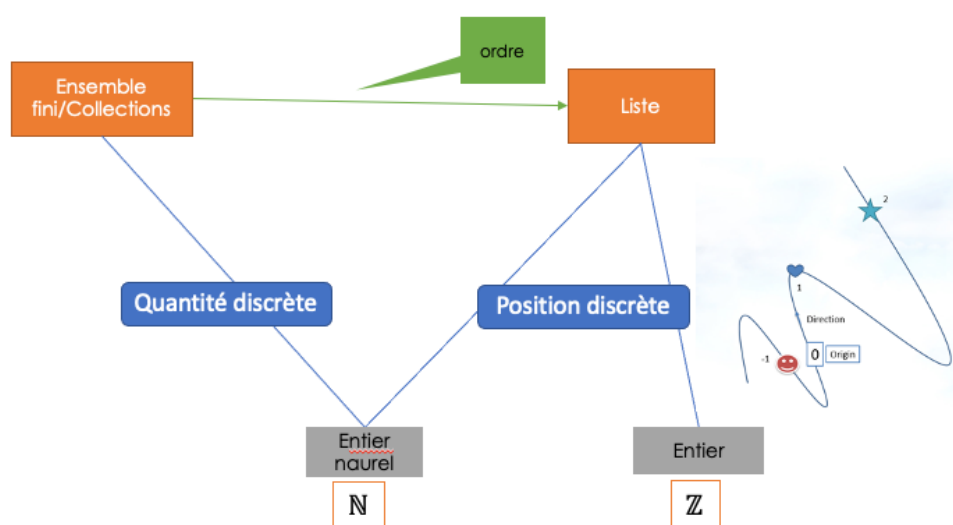 ordre
Ensemble
fini/Collections
Liste
2
1
Direction
-1
0 Origin
Quantité discrète
Position discrète
Entier
naurel
Entier
ℕ
ℤ